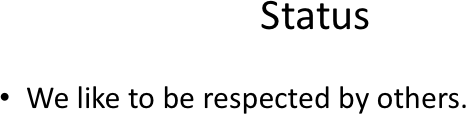 Status
• We like to be respected by others.